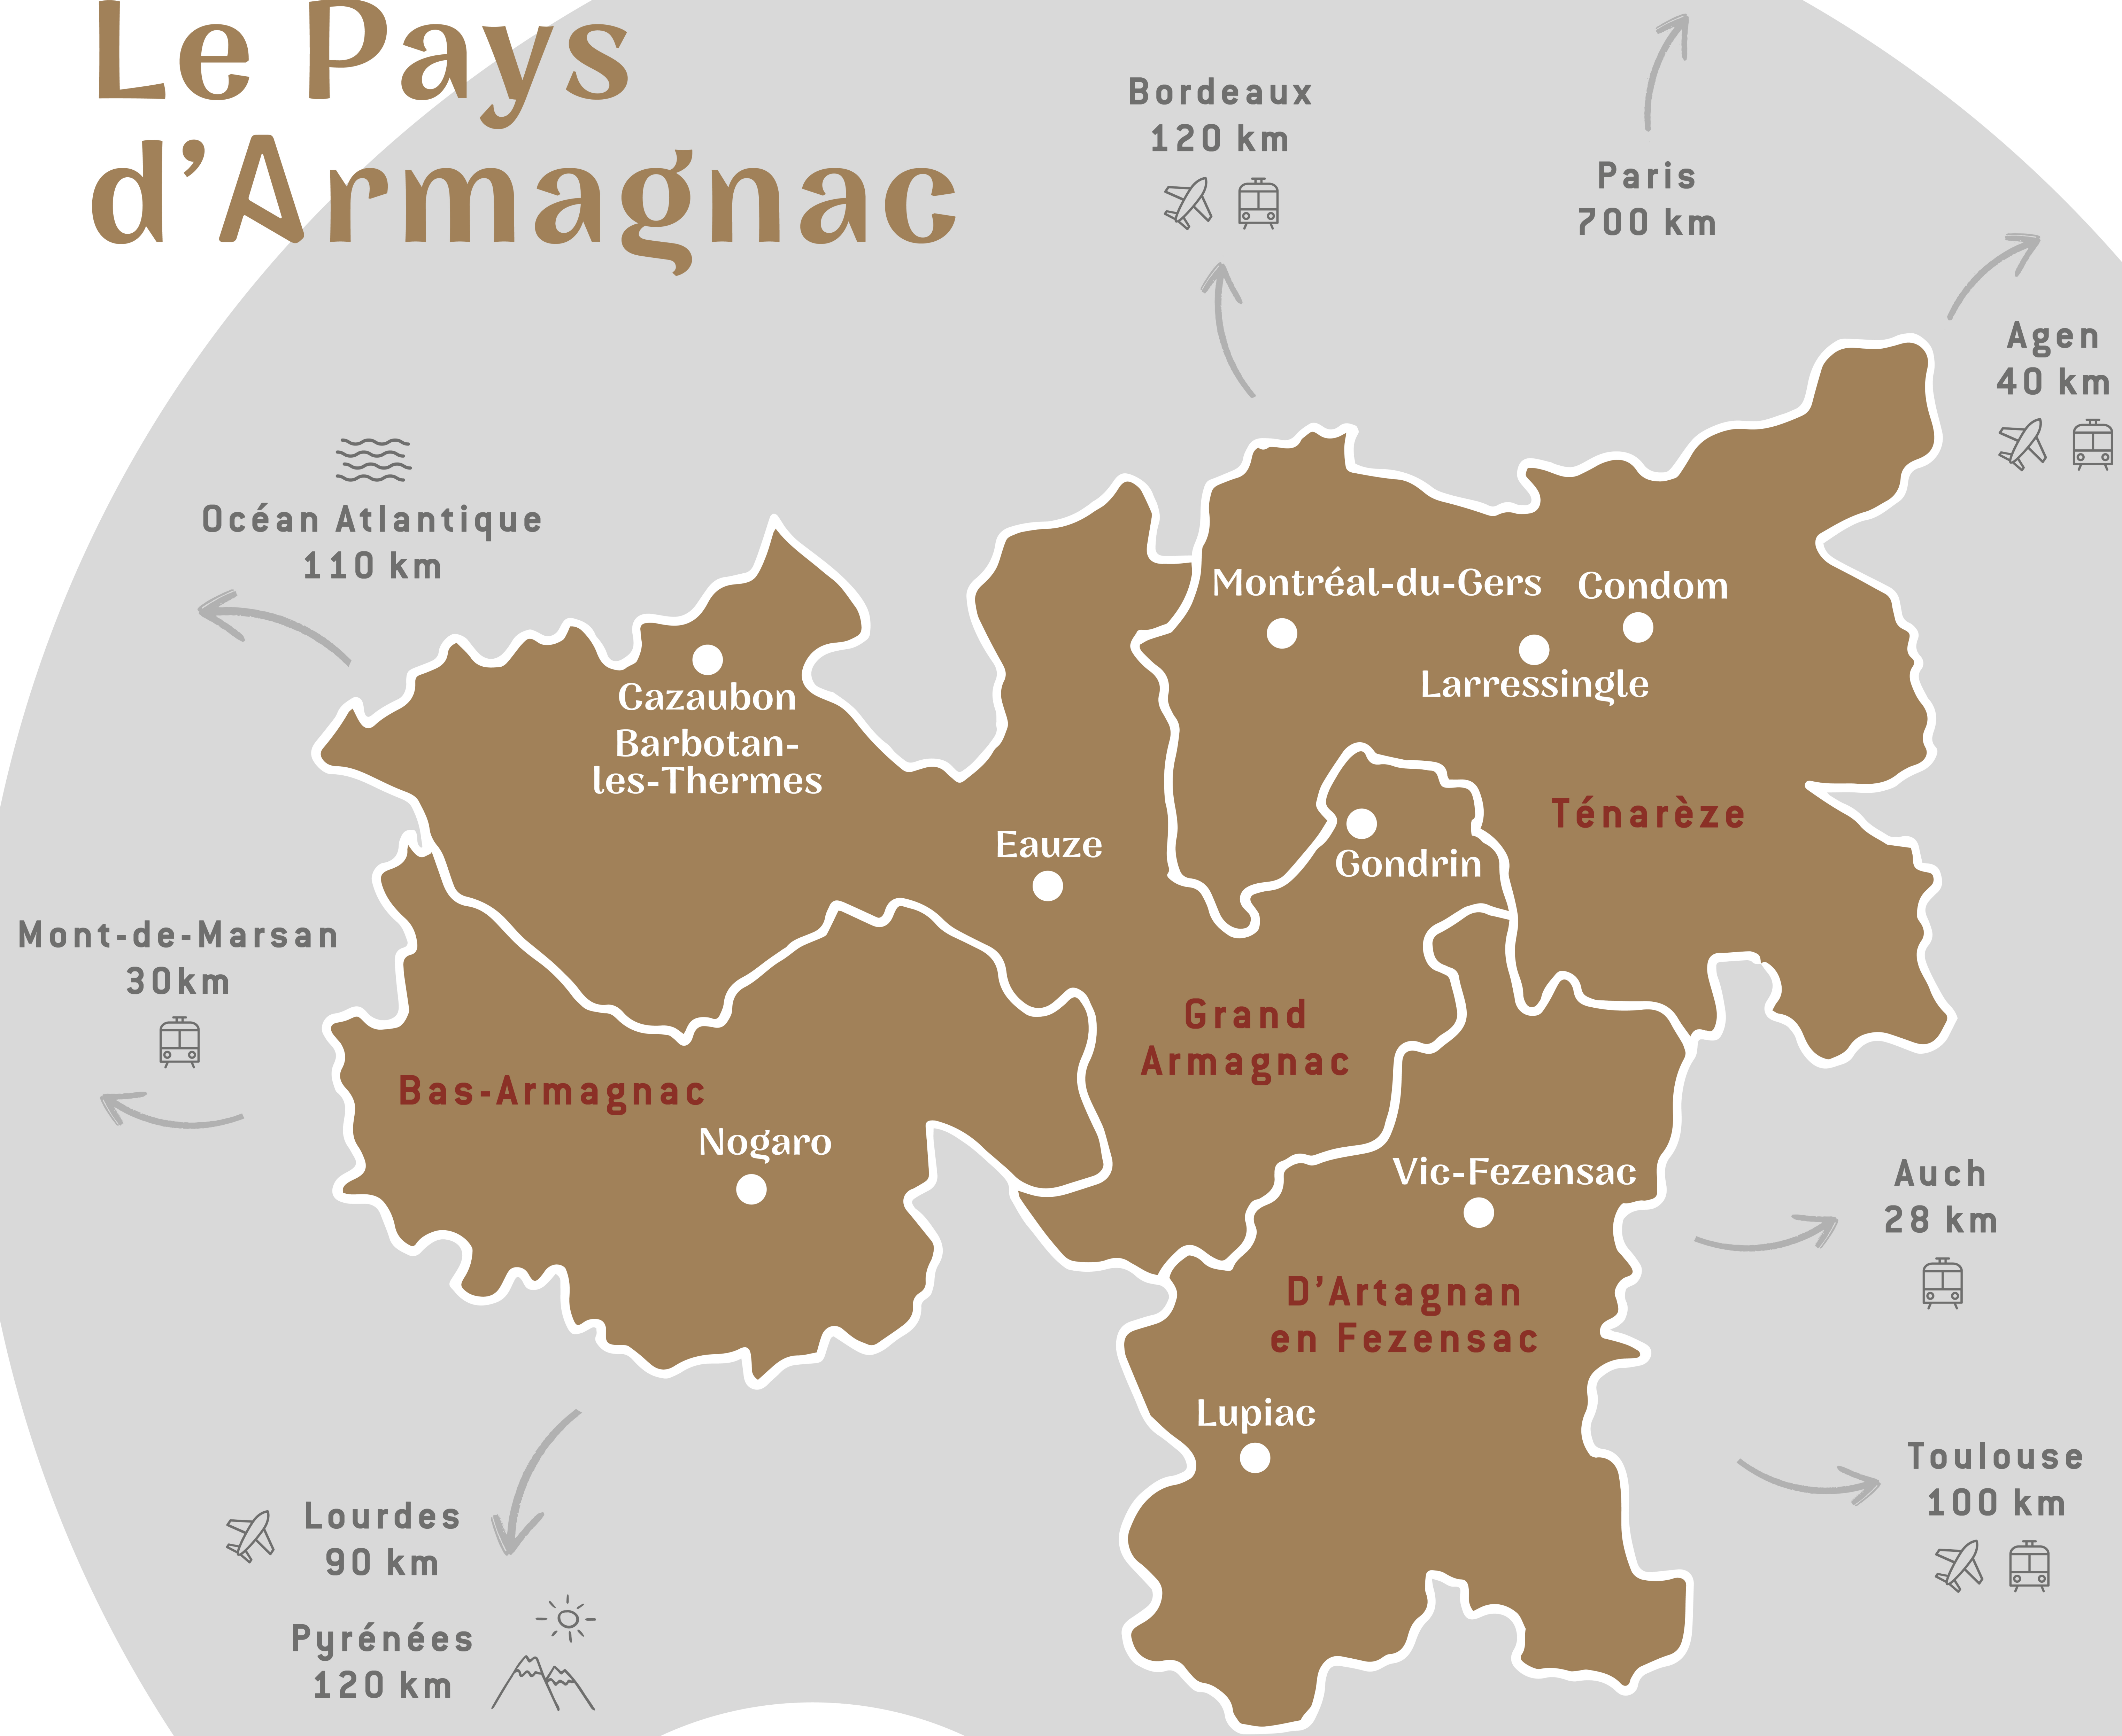 Le Pays
d'Armagnac
Bordeaux
120 km
Paris
700 km
Agen
40 km
Océan Atlantique
110 km
Montréal-du-Gers
Condom
Larressingle
Cazaubon
Barbotan-
les-Thermes
Ténarèze
Eauze
Gondrin
Mont-de-Marsan
30km
Grand
Armagnac
Bas-Armagnac
Nogaro
Vic-Fezensac
Auch
28 km
D'Artagnan
en Fezensac
Lupiac
Toulouse
100 km
Lourdes
90 km
Pyrénées
120 km